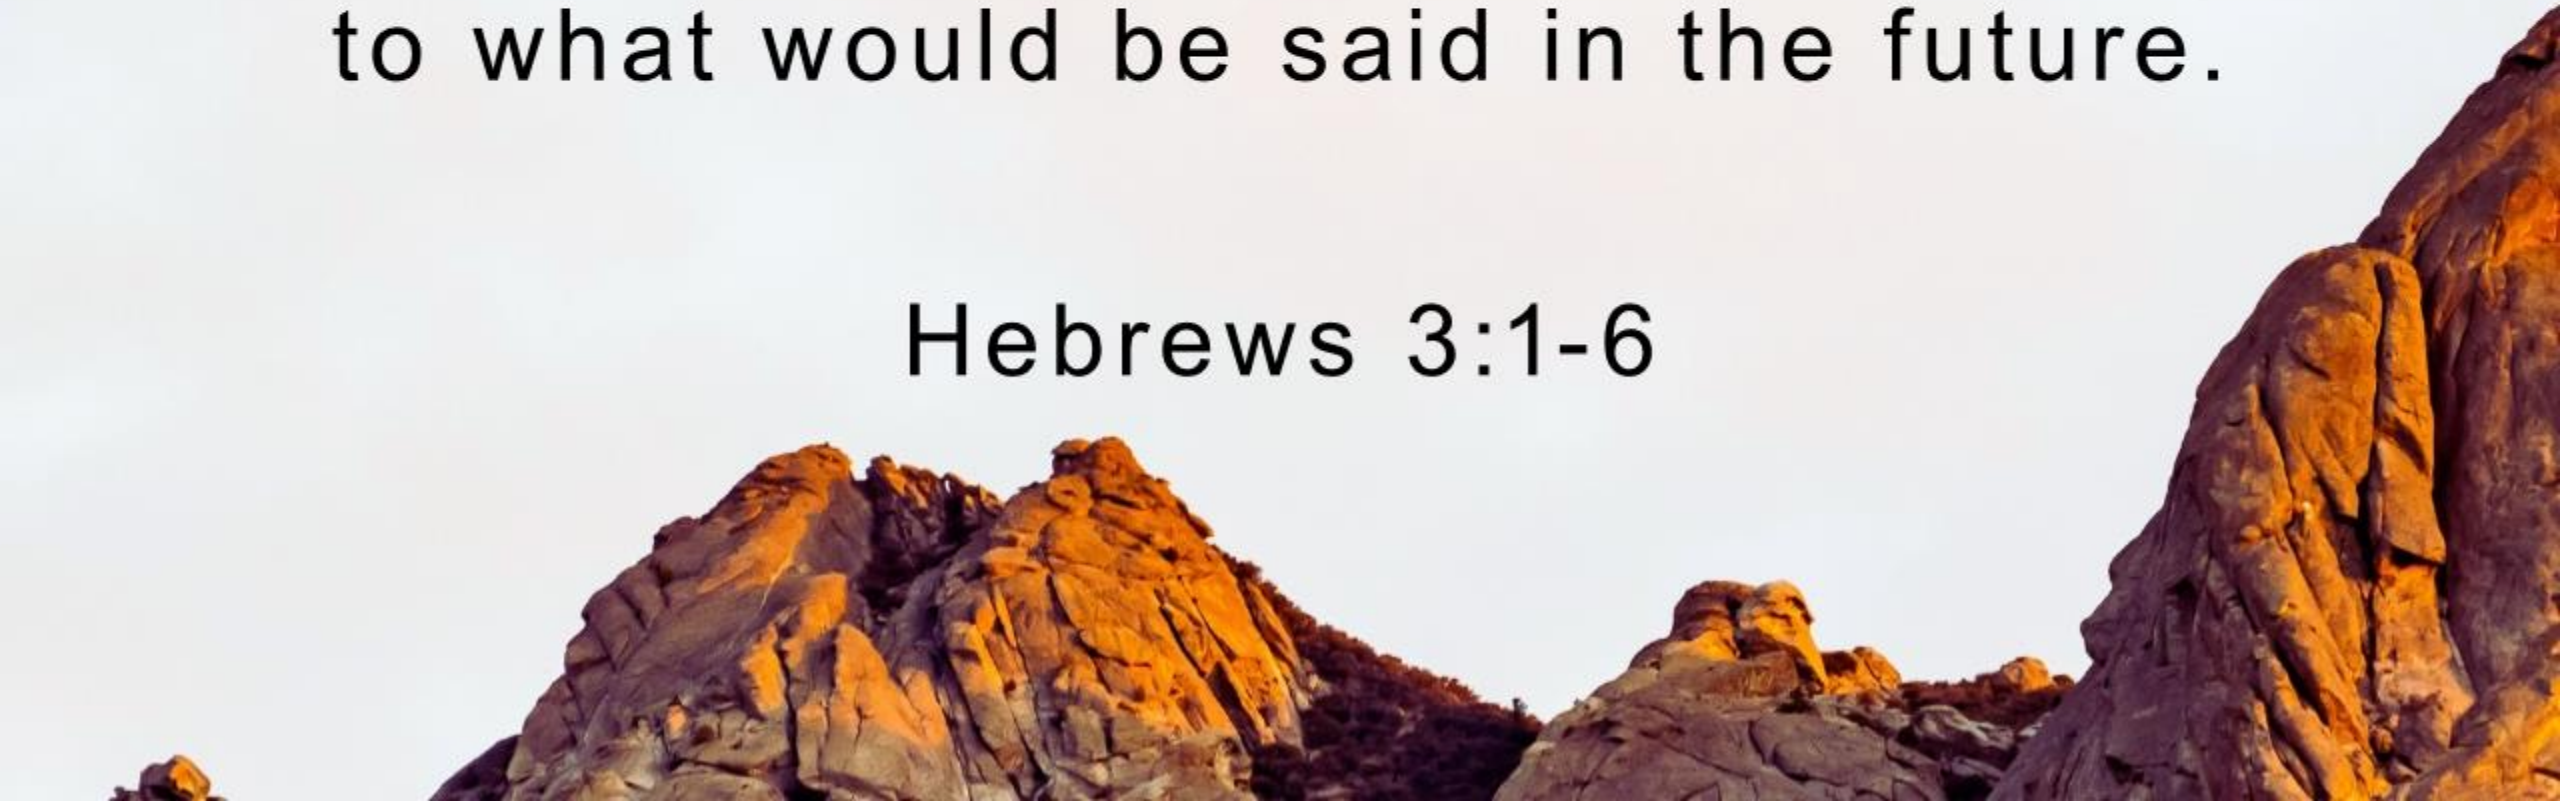 to what would be said in the future.
Hebrews 3:1-6